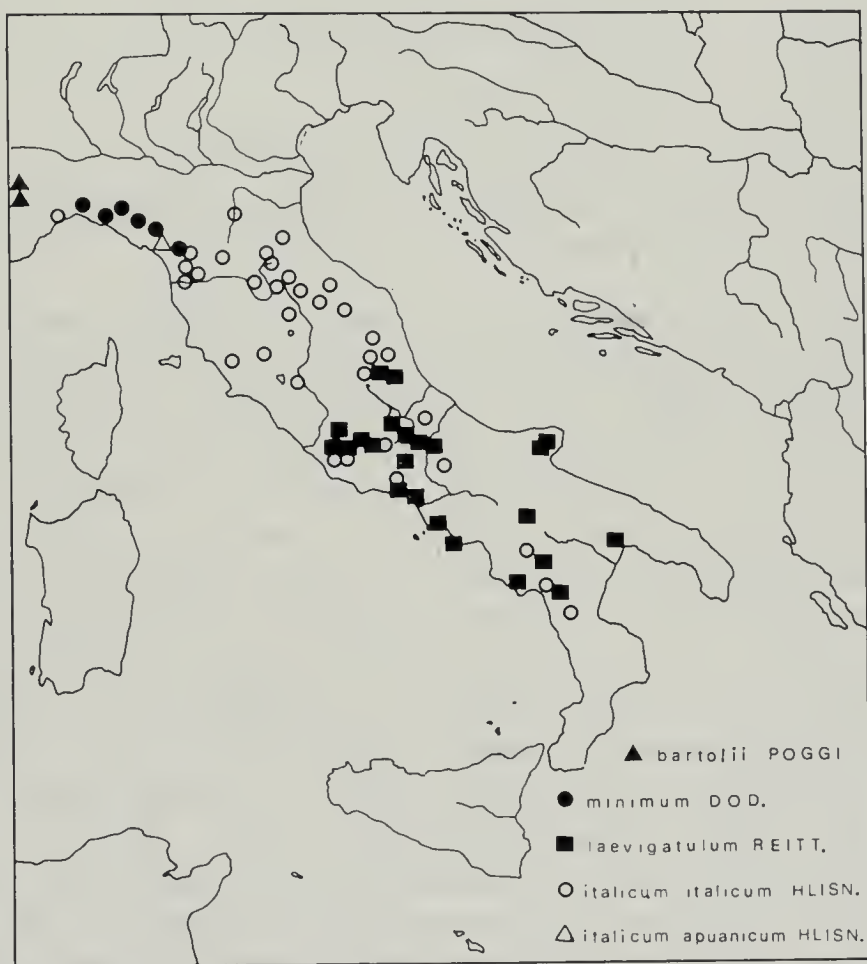 bartolii POGGI
minimum DOD.
laevigatulum REITT.
italicum italicum HLISN.
italicum apuanicum HLISN.